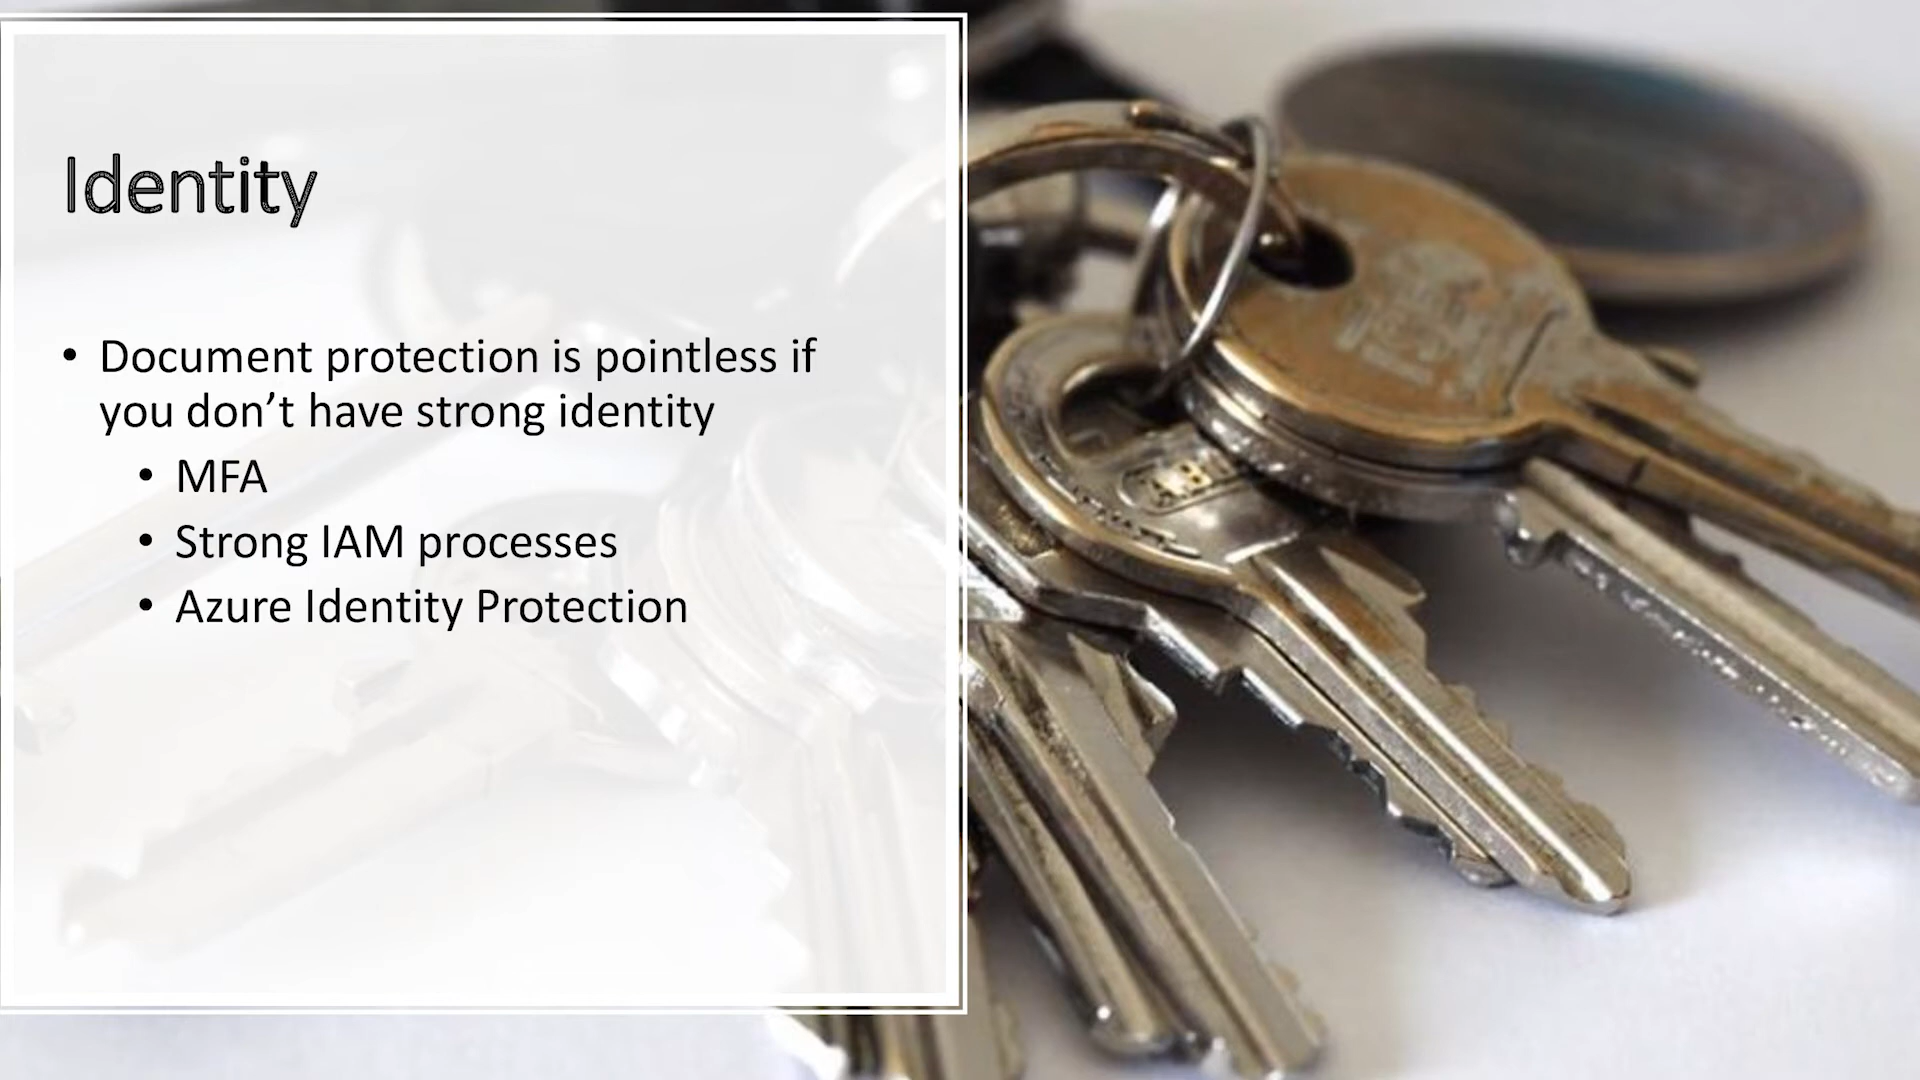 Identity
• Document protection is pointless if
you don’t have strong identity
• MFA
• Strong IAM processes
• Azure Identity Protection